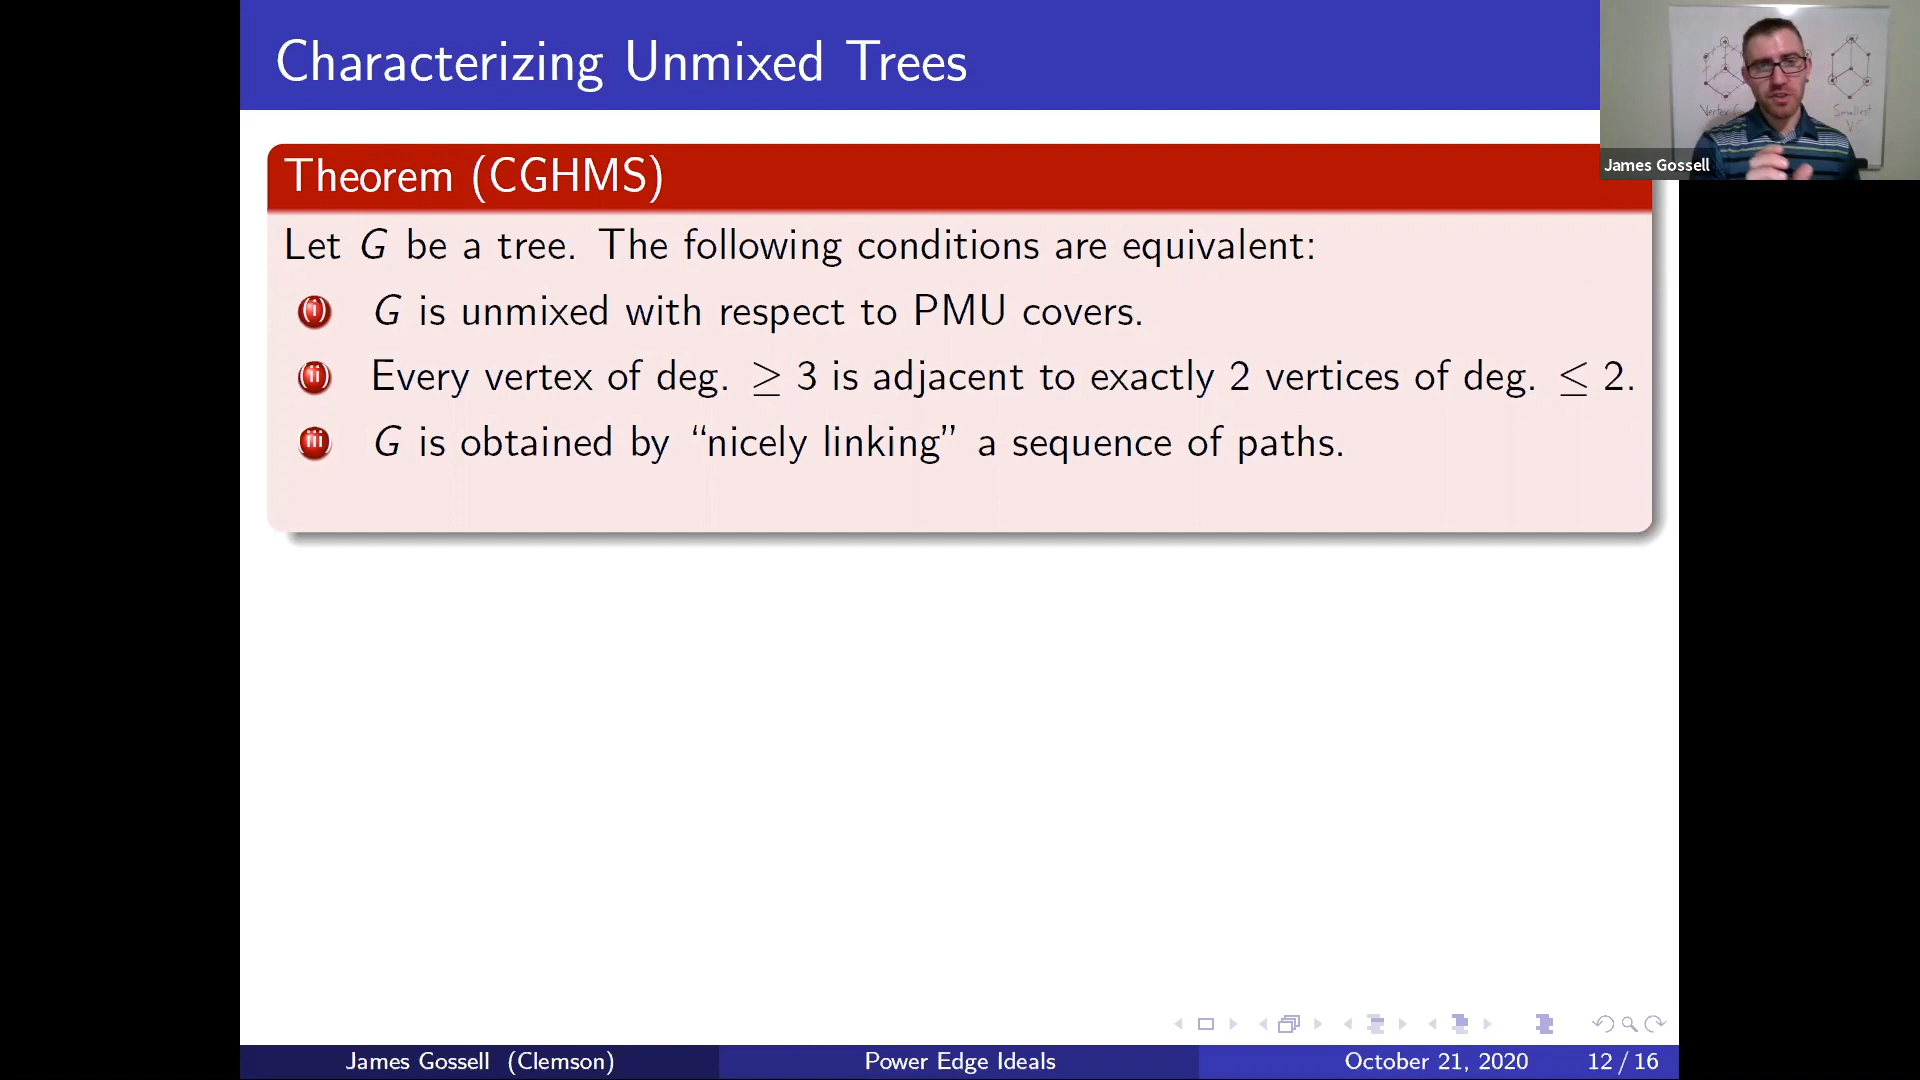 Characterizing Unmixed Trees
Theorem (CGHMS)
Let G be a tree. The following conditions are equivalent:
(i) G is unmixed with respect to PMU covers.
(ii) Every vertex of deg. ≥ 3 is adjacent to exactly 2 vertices of deg. ≤ 2.
(iii) G is obtained by “nicely linking” a sequence of paths.
James Gossell
Smallest
James Gossell (Clemson)
Power Edge Ideals
October 21, 2020
12 / 16